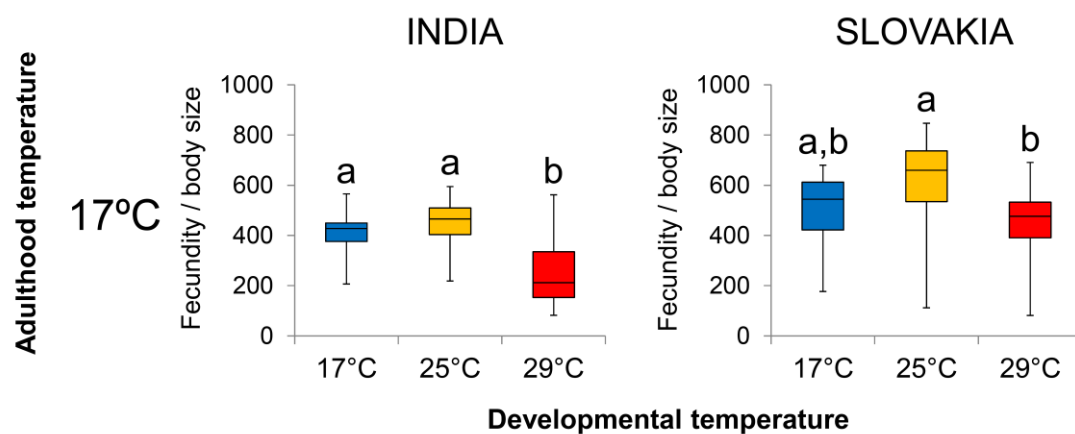 INDIA
SLOVAKIA
Adulthood temperature
17ºC
Fecundity / body size
1000
800
600
400
200
0
a
a
b
17°C
25°C
29°C
Fecundity / body size
1000
800
600
400
200
0
a,b
a
b
17°C
25°C
29°C
Developmental temperature